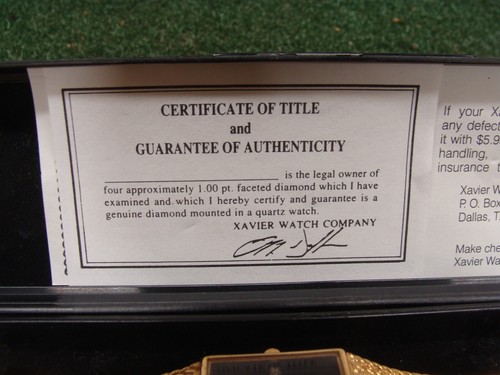 CERTIFICATE OF TITLE
and
GUARANTEE OF AUTHENTICITY
is the legal owner of
four approximately 1.00 pt. faceted diamond which I have
examined and which I hereby certify and guarantee is a
genuine diamond mounted in a quartz watch.
XAVIER WATCH COMPANY
If your
any defect
it with $5.9
handling,
insurance
Xavier W
P. O. Box
Dallas, T
Make che
Xavier Wa